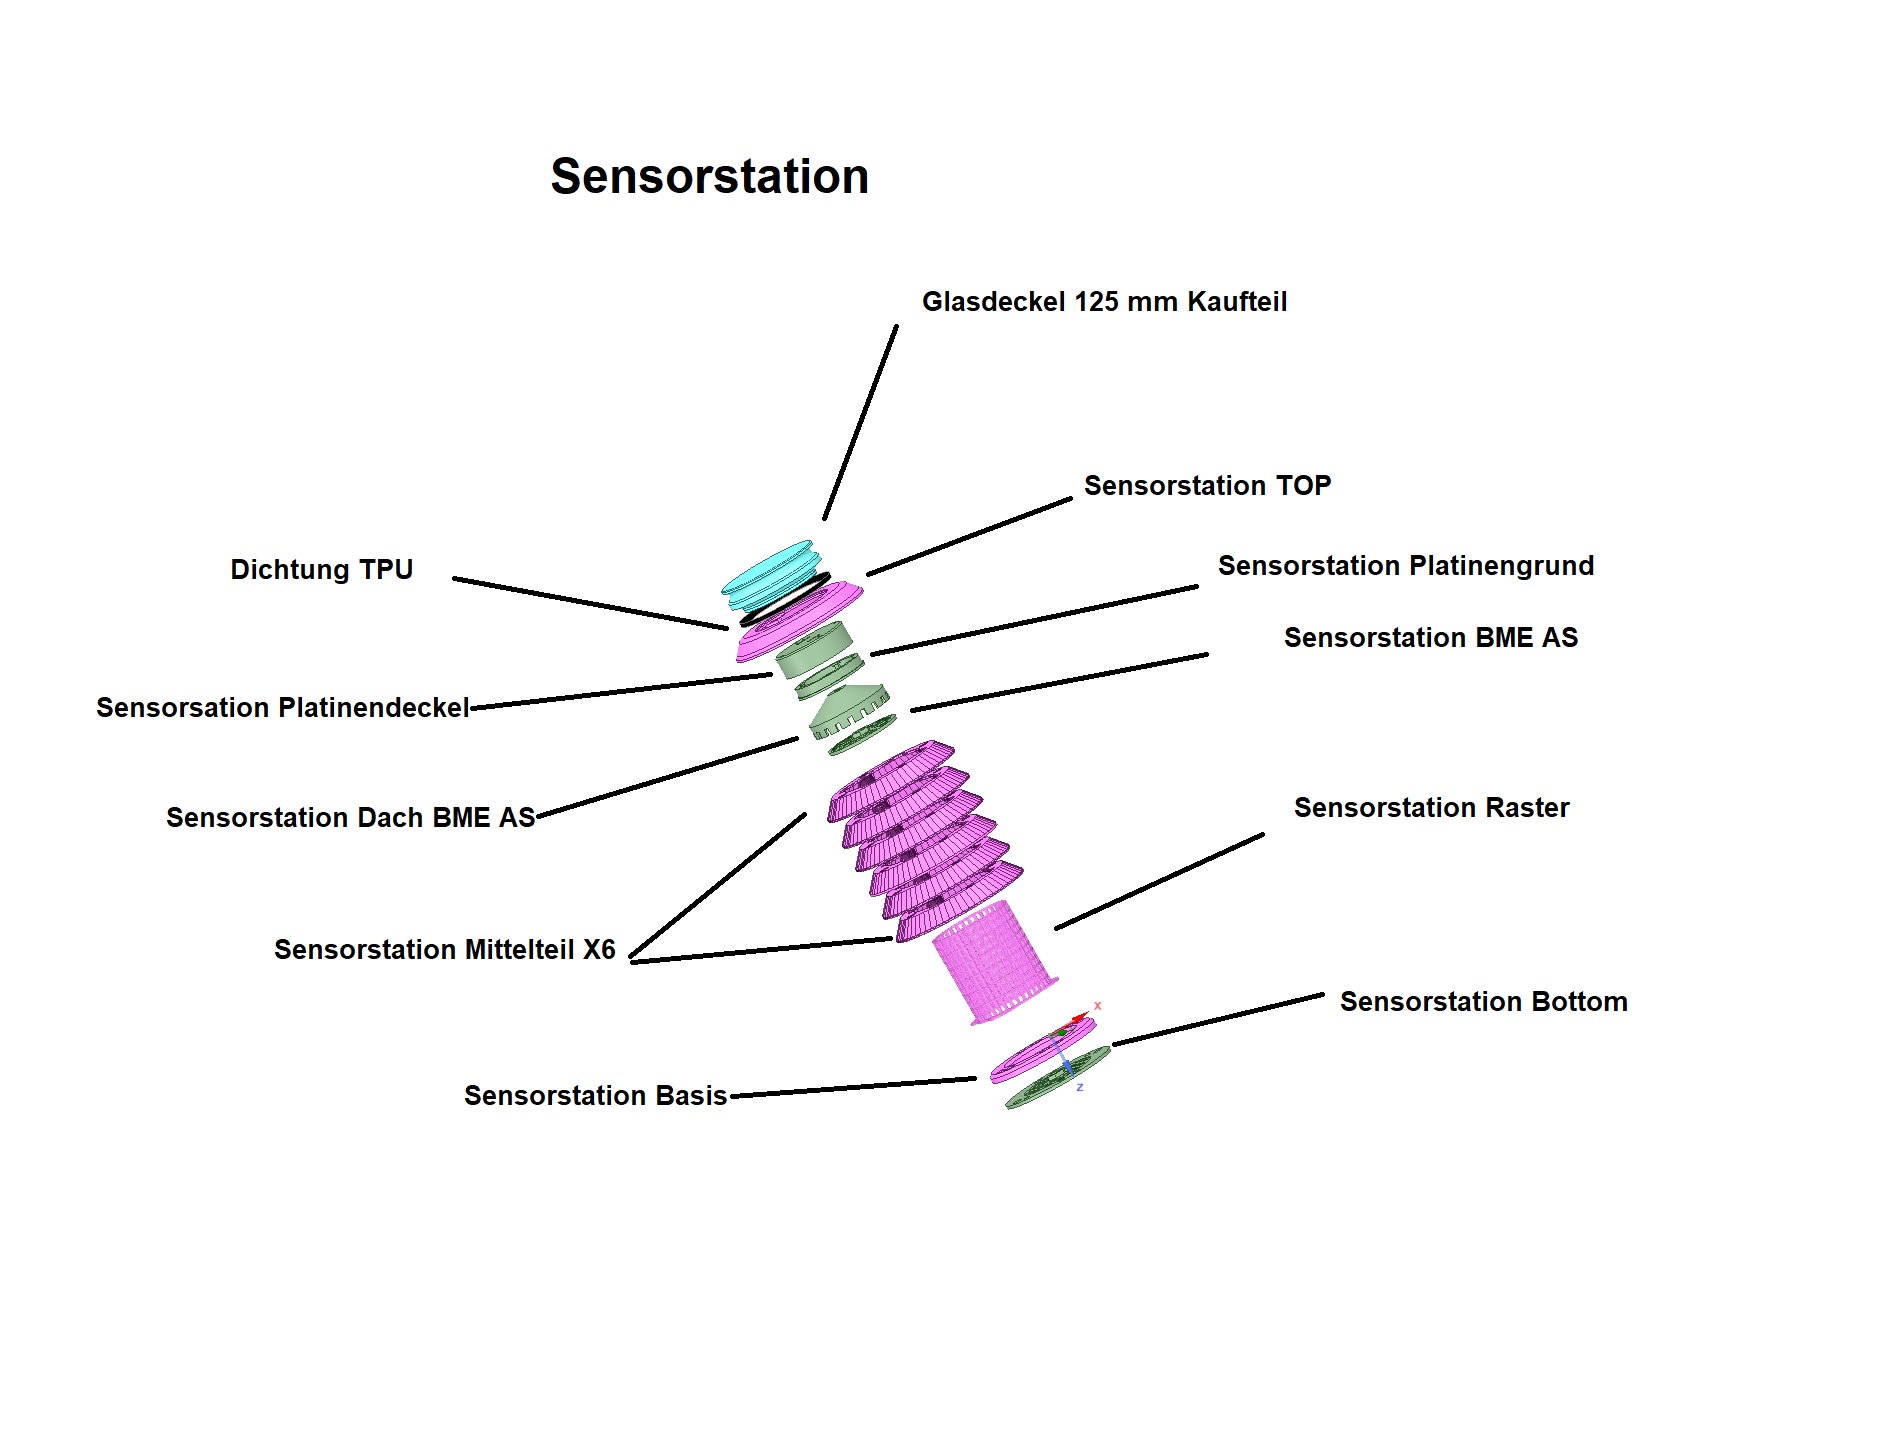 Sensorstation
Glasdeckel 125 mm Kaufteil
Sensorstation TOP
Dichtung TPU
Sensorstation Platinengrund
Sensorstation BME AS
Sensorsation Platinendeckel
Sensorstation Dach BME AS
Sensorstation Raster
Sensorstation Mittelteil X6
x
Sensorstation Bottom
z
Sensorstation Basis